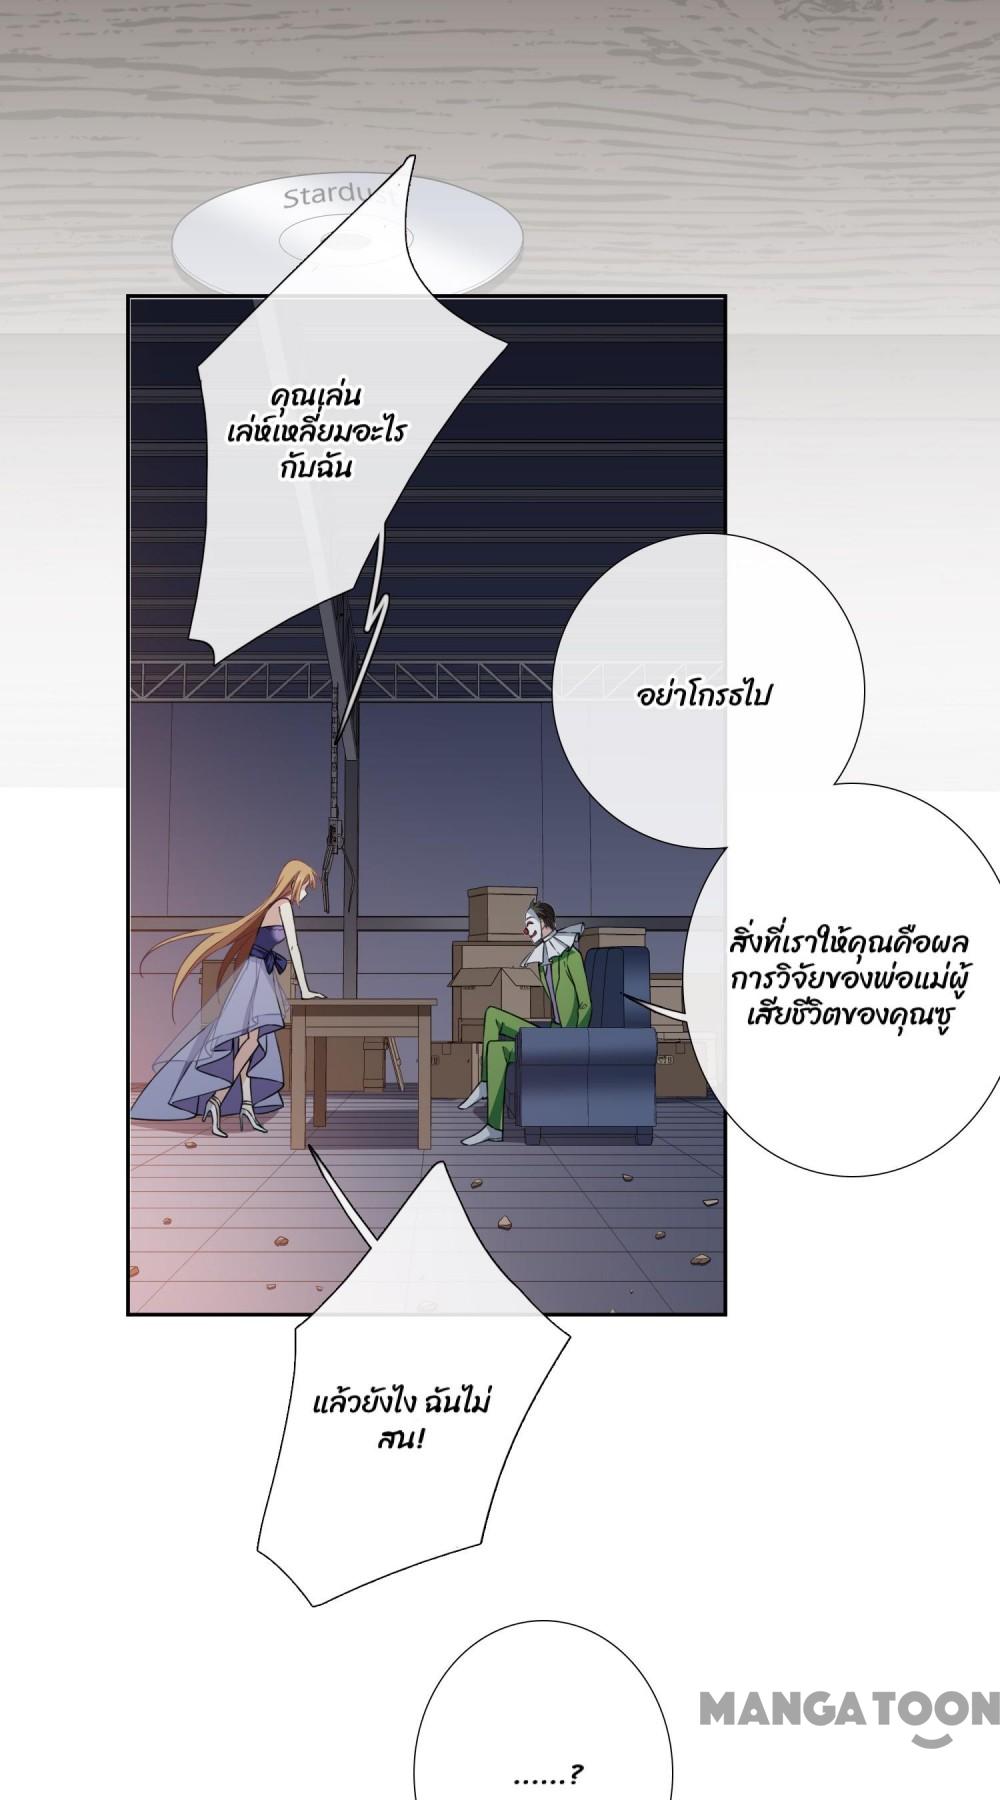 Stardust
คุณเล่น
เล่ห์เหลี่ยมอะไร
กับฉัน
อย่าโกรธไป
สิ่งที่เราให้คุณคือผล
การวิจัยของพ่อแม่ผู้
เสียชีวิตของคุณซู
แล้วยังไง ฉันไม่
สน!
......?
MANGATOON